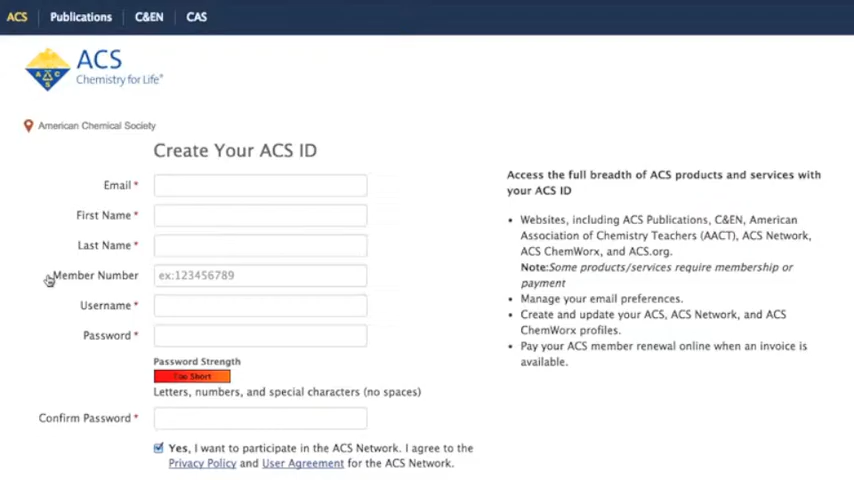 ACS Publications C&EN CAS
ACS
Chemistry for Life®
A C S
American Chemical Society
Create Your ACS ID
Email *
First Name *
Last Name *
Member Number ex:123456789
Username *
Password *
Password Strength
Too Short
Letters, numbers, and special characters (no spaces)
Confirm Password *
Yes, I want to participate in the ACS Network. I agree to the
Privacy Policy and User Agreement for the ACS Network.
Access the full breadth of ACS products and services with
your ACS ID
• Websites, including ACS Publications, C&EN, American
Association of Chemistry Teachers (AACT), ACS Network,
ACS ChemWorx, and ACS.org.
Note:Some products/services require membership or
payment
• Manage your email preferences.
• Create and update your ACS, ACS Network, and ACS
ChemWorx profiles.
• Pay your ACS member renewal online when an invoice is
available.